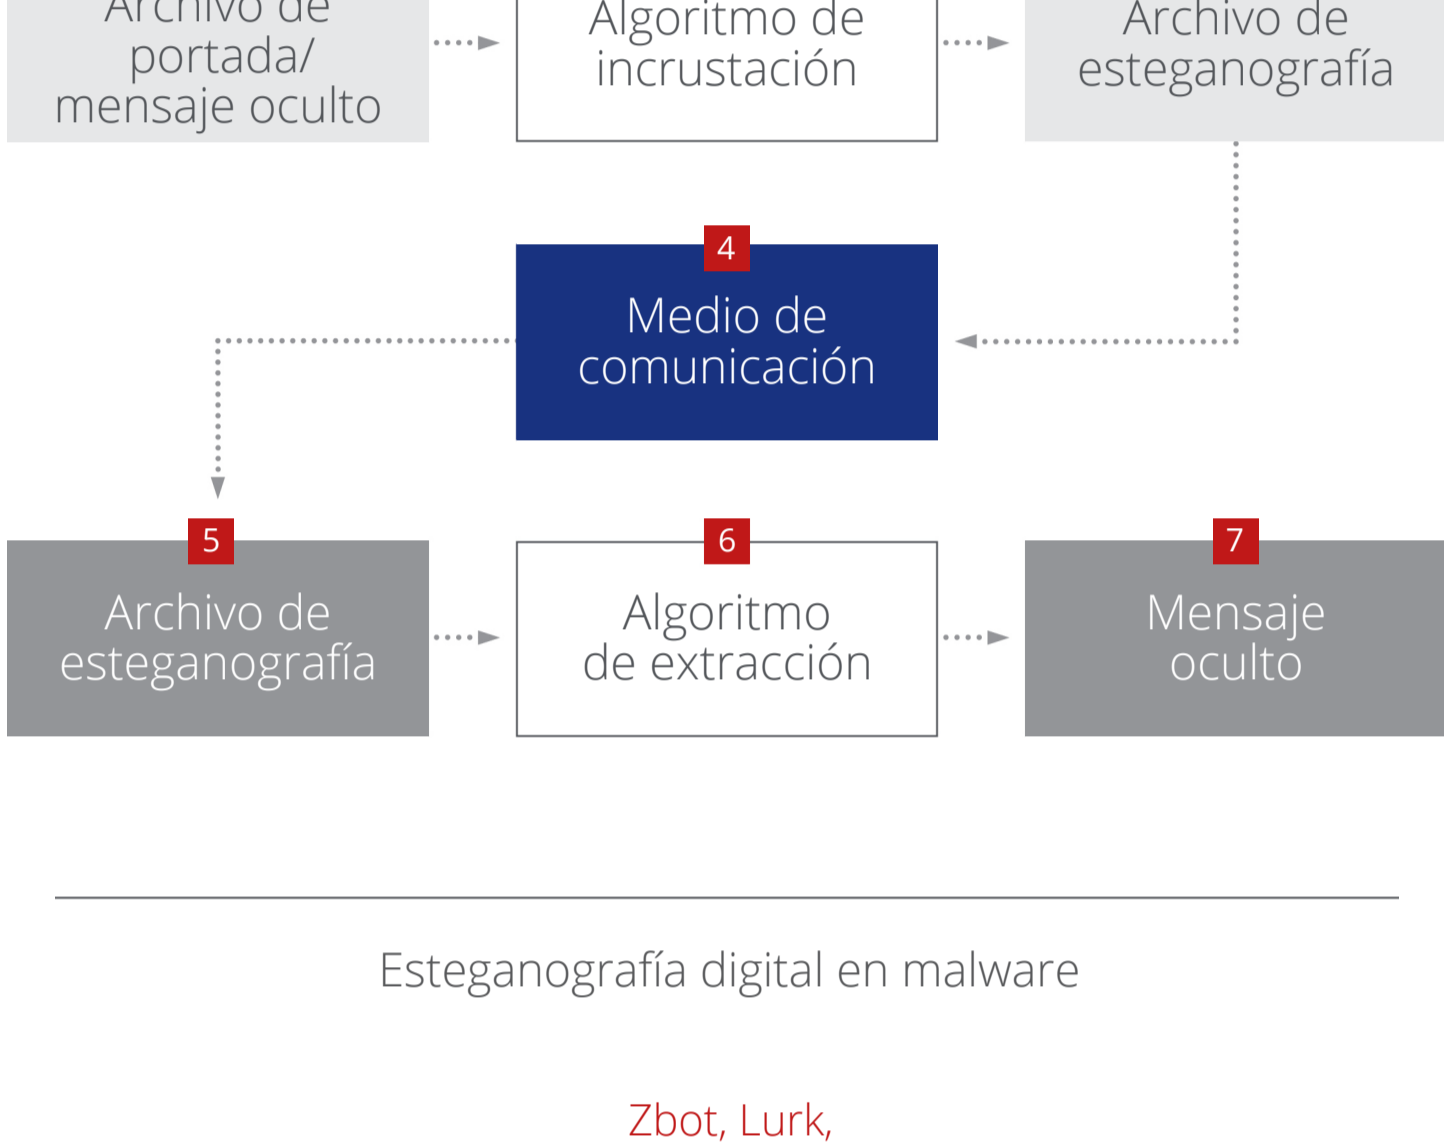 Archivo de
portada/
mensaje oculto
Algoritmo de
incrustación
Archivo de
esteganografía
4
Medio de
comunicación
5
Archivo de
esteganografía
6
Algoritmo
de extracción
7
Mensaje
oculto
Esteganografía digital en malware
Zbot, Lurk,